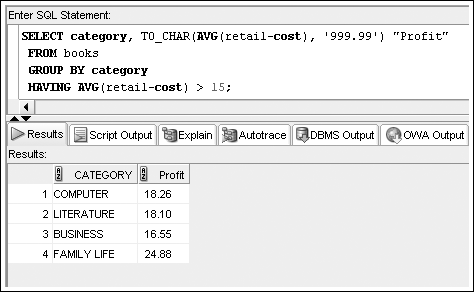 Enter SQL Statement:
SELECT category, TO_CHAR(AVG(retail-cost), '999.99') "Profit"
FROM books
GROUP BY category
HAVING AVG(retail-cost) > 15;
Results Script Output Explain Autotrace DBMS Output OWA Output
Results:
CATEGORY Profit
1 COMPUTER 18.26
2 LITERATURE 18.10
3 BUSINESS 16.55
4 FAMILY LIFE 24.88